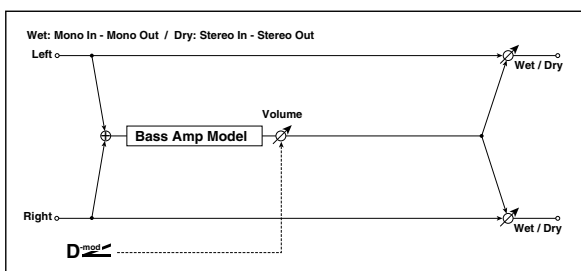 Wet: Mono In - Mono Out / Dry: Stereo In - Stereo Out
Left
Wet / Dry
Volume
Bass Amp Model
Right
Wet / Dry
D-mod